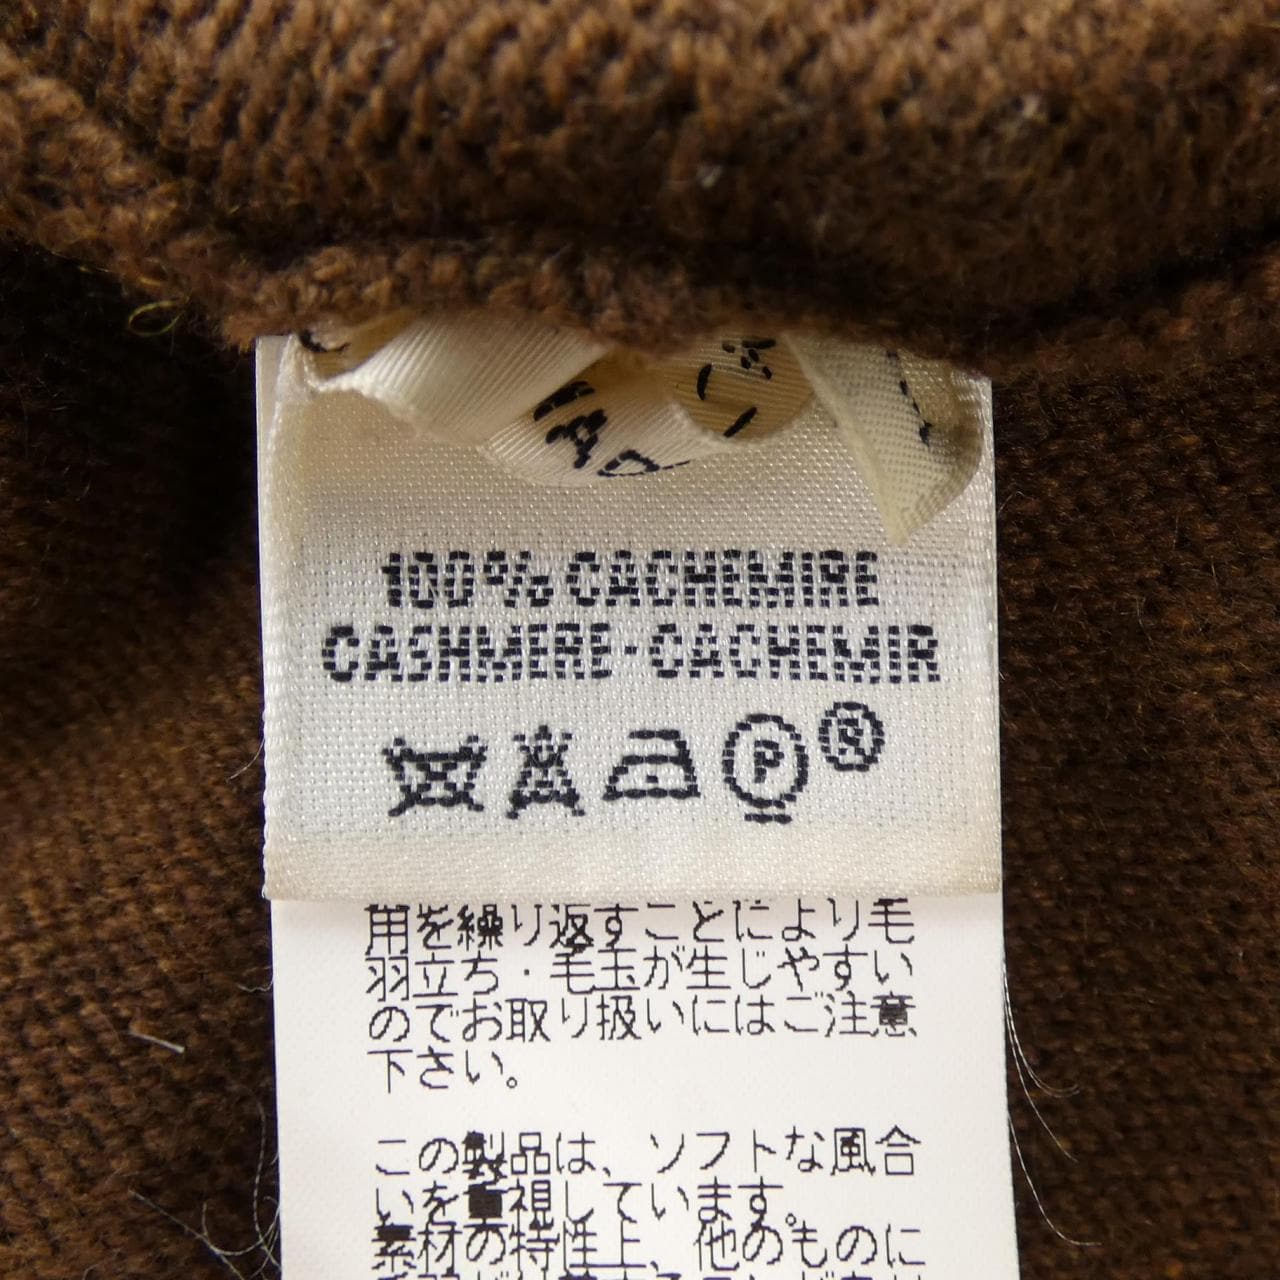 100% CACHEMIRE
CASHMERE-CACHEMIR
P Ⓡ
用を繰り返すことにより毛
羽立ち・毛玉が生じやすい
のでお取り扱いにはご注意
下さい。
この製品は、ソフトな風合
いを重視しています。
素材の特性上、他のものに